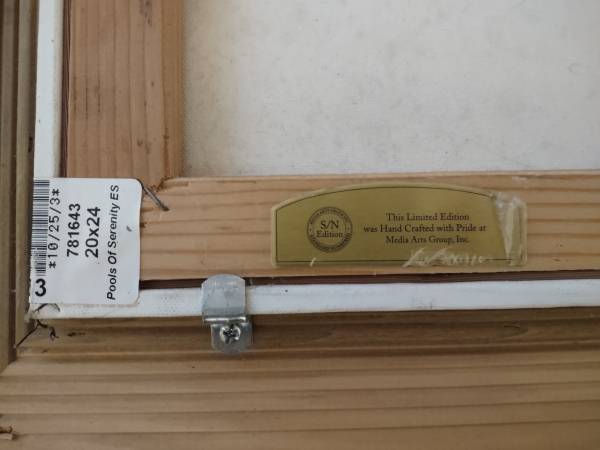 *10/25/3*
781643
20x24
Pools Of Serenity ES
3
S/N
Edition
This Limited Edition
was Hand Crafted with Pride at
Media Arts Group, Inc.